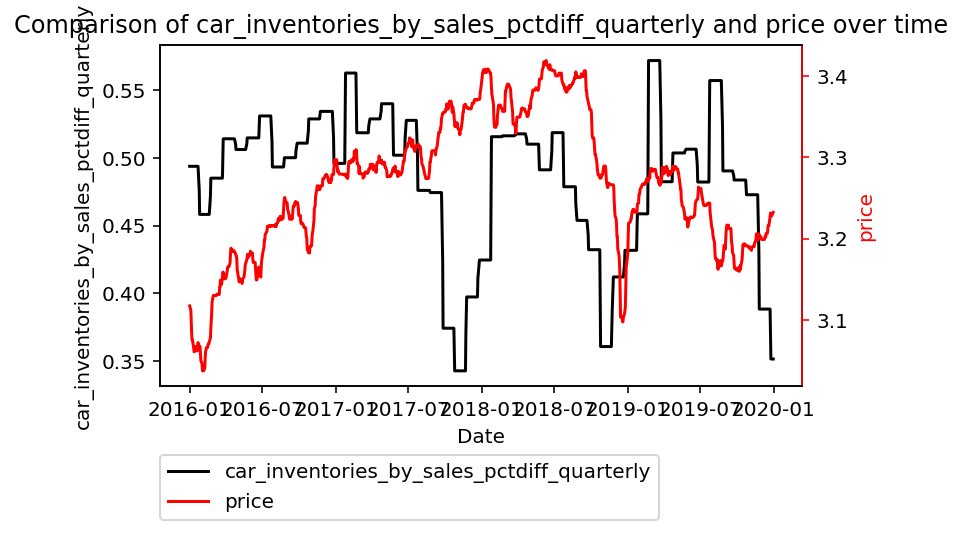 Comparison of car_inventories_by_sales_pctdiff_quarterly and price over time
car_inventories_by_sales_pctdiff_quarterly
0.55
0.50
0.45
0.40
0.35
3.4
3.3
3.2
3.1
price
2016-01 2016-07 2017-01 2017-07 2018-01 2018-07 2019-01 2019-07 2020-01
Date
car_inventories_by_sales_pctdiff_quarterly
price